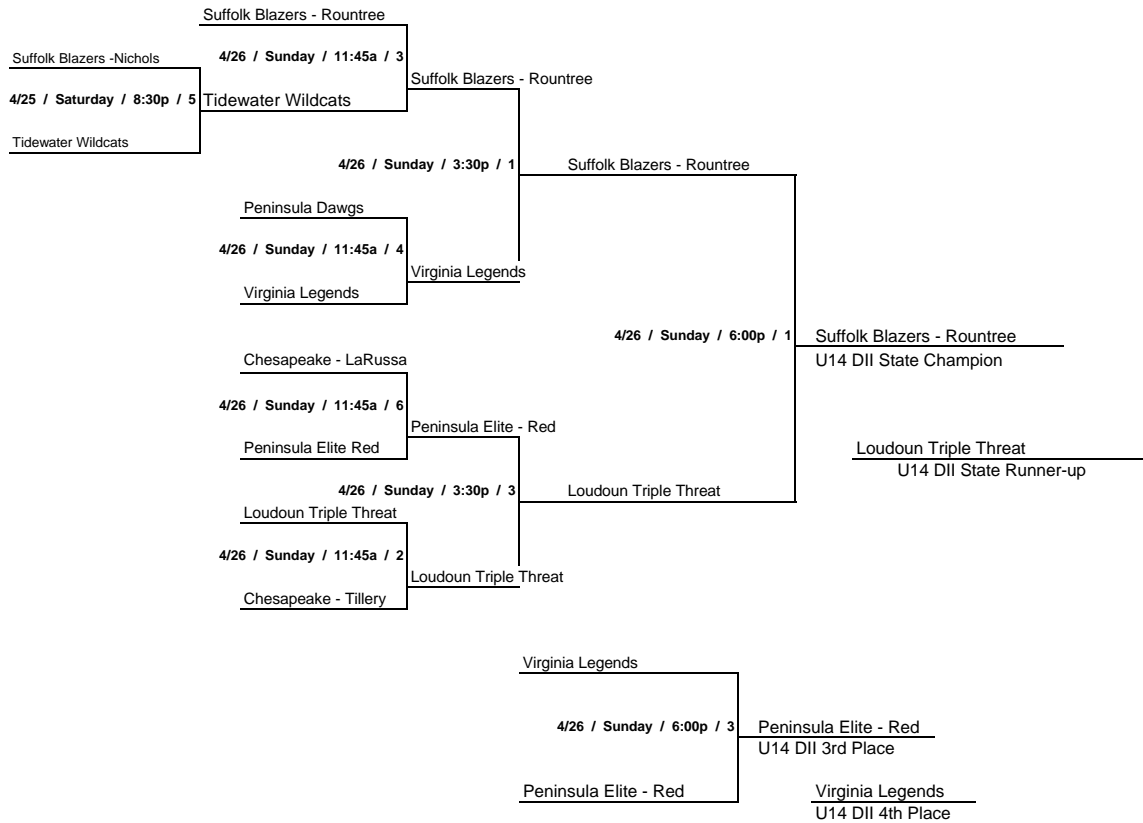 Suffolk Blazers - Rountree
Suffolk Blazers -Nichols
4/26 / Sunday / 11:45a / 3
Suffolk Blazers - Rountree
4/25 / Saturday / 8:30p / 5
Tidewater Wildcats
Tidewater Wildcats
4/26 / Sunday / 3:30p / 1
Suffolk Blazers - Rountree
Peninsula Dawgs
4/26 / Sunday / 11:45a / 4
Virginia Legends
Virginia Legends
4/26 / Sunday / 6:00p / 1
Suffolk Blazers - Rountree
U14 DII State Champion
Chesapeake - LaRussa
4/26 / Sunday / 11:45a / 6
Peninsula Elite - Red
Peninsula Elite Red
Loudoun Triple Threat
U14 DII State Runner-up
4/26 / Sunday / 3:30p / 3
Loudoun Triple Threat
Loudoun Triple Threat
4/26 / Sunday / 11:45a / 2
Loudoun Triple Threat
Chesapeake - Tillery
Virginia Legends
4/26 / Sunday / 6:00p / 3
Peninsula Elite - Red
U14 DII 3rd Place
Peninsula Elite - Red
Virginia Legends
U14 DII 4th Place